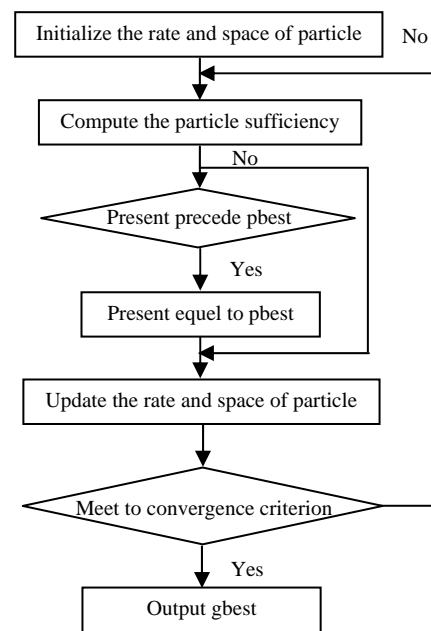 Initialize the rate and space of particle
No
Compute the particle sufficiency
No
Present precede pbest
Yes
Present equel to pbest
Update the rate and space of particle
Meet to convergence criterion
Yes
Output gbest